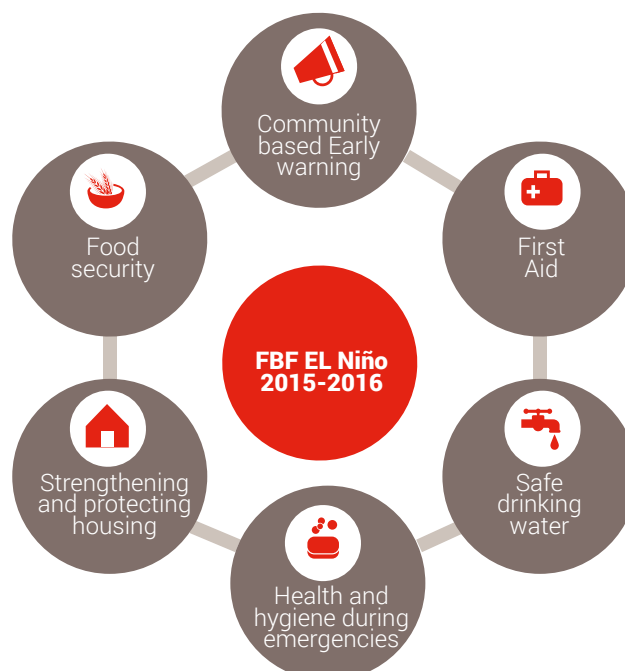 Community
based Early
warning
Food
security
First
Aid
FBF EL Niño
2015-2016
Strengthening
and protecting
housing
Safe
drinking
water
Health and
hygiene during
emergencies